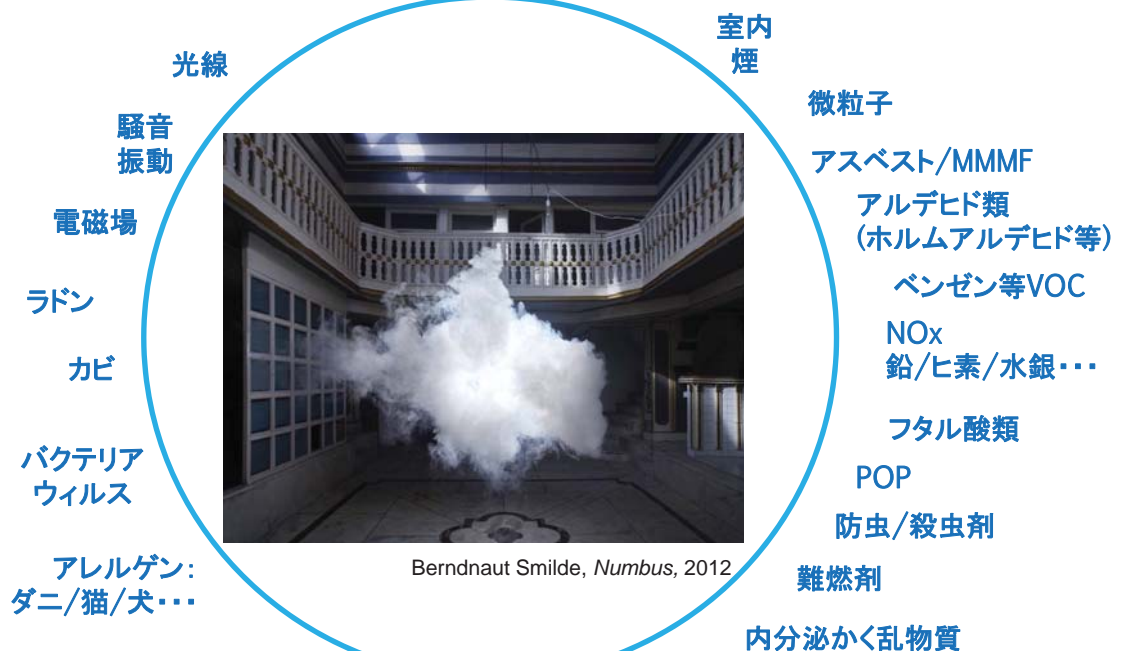 光線
騒音
振動
電磁場
ラドン
カビ
バクテリア
ウィルス
アレルゲン：
ダニ/猫/犬･･･
室内
煙
微粒子
アスベスト/MMMF
アルデヒド類
(ホルムアルデヒド等)
ベンゼン等VOC
NOx
鉛/ヒ素/水銀･･･
フタル酸類
POP
防虫/殺虫剤
難燃剤
内分泌かく乱物質
Berndnaut Smilde, Numbus, 2012